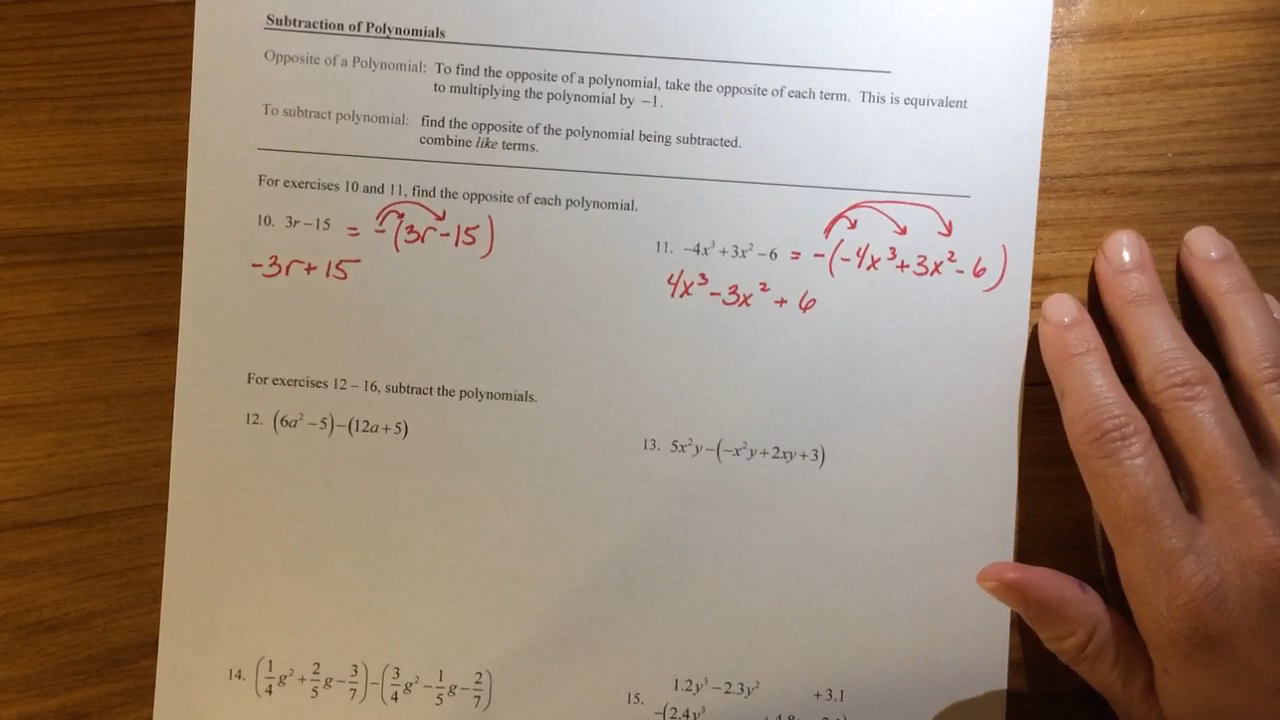 Subtraction of Polynomials
Opposite of a Polynomial: To find the opposite of a polynomial, take the opposite of each term. This is equivalent
to multiplying the polynomial by −1.
To subtract polynomial: find the opposite of the polynomial being subtracted.
combine like terms.
For exercises 10 and 11, find the opposite of each polynomial.
10. 3r−15 = -(3r-15)
-3r+15
11. −4x³+3x²−6 = -(-4x³+3x²-6)
4x³-3x²+6
For exercises 12 – 16, subtract the polynomials.
12. (6a²−5)−(12a+5)
13. 5x²y−(−x²y+2xy+3)
14. (1/4 g²+2/5 g−3/7)−(3/4 g²−1/5 g−2/7)
15. 1.2y³−2.3y² +3.1
−(2.4y³